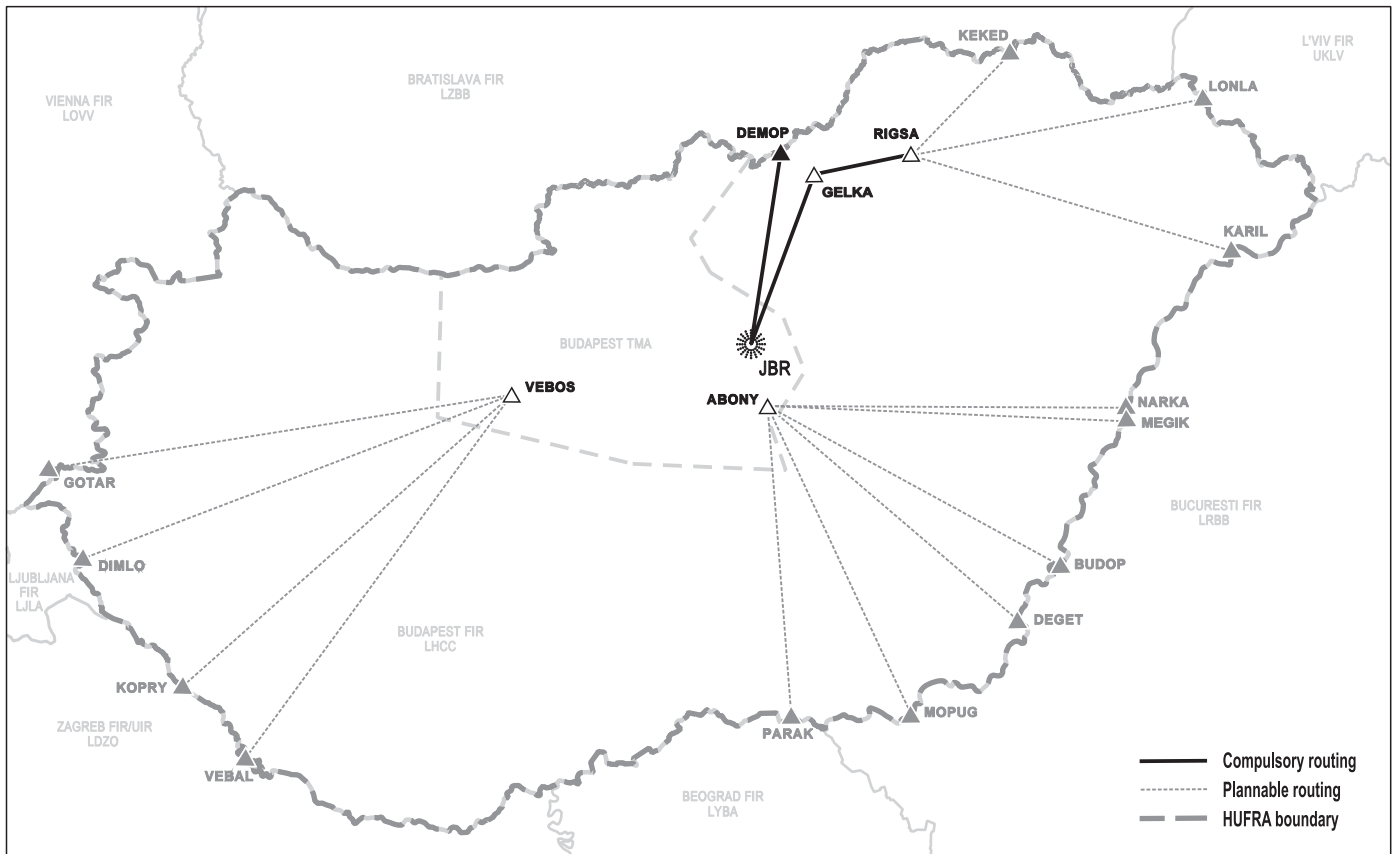 KEKED
L'VIV FIR
UKLV
BRATISLAVA FIR
LZBB
VIENNA FIR
LOVV
LONLA
DEMOP
RIGSA
GELKA
KARIL
BUDAPEST TMA
JBR
VEBOS
ABONY
NARKA
MEGIK
GOTAR
BUCURESTI FIR
LRBB
DIMLO
BUDOP
LJUBLJANA
FIR
LJLA
DEGET
BUDAPEST FIR
LHCC
KOPRY
MOPUG
ZAGREB FIR/UIR
LDZO
PARAK
VEBAL
Compulsory routing
Plannable routing
HUFRA boundary
BEOGRAD FIR
LYBA